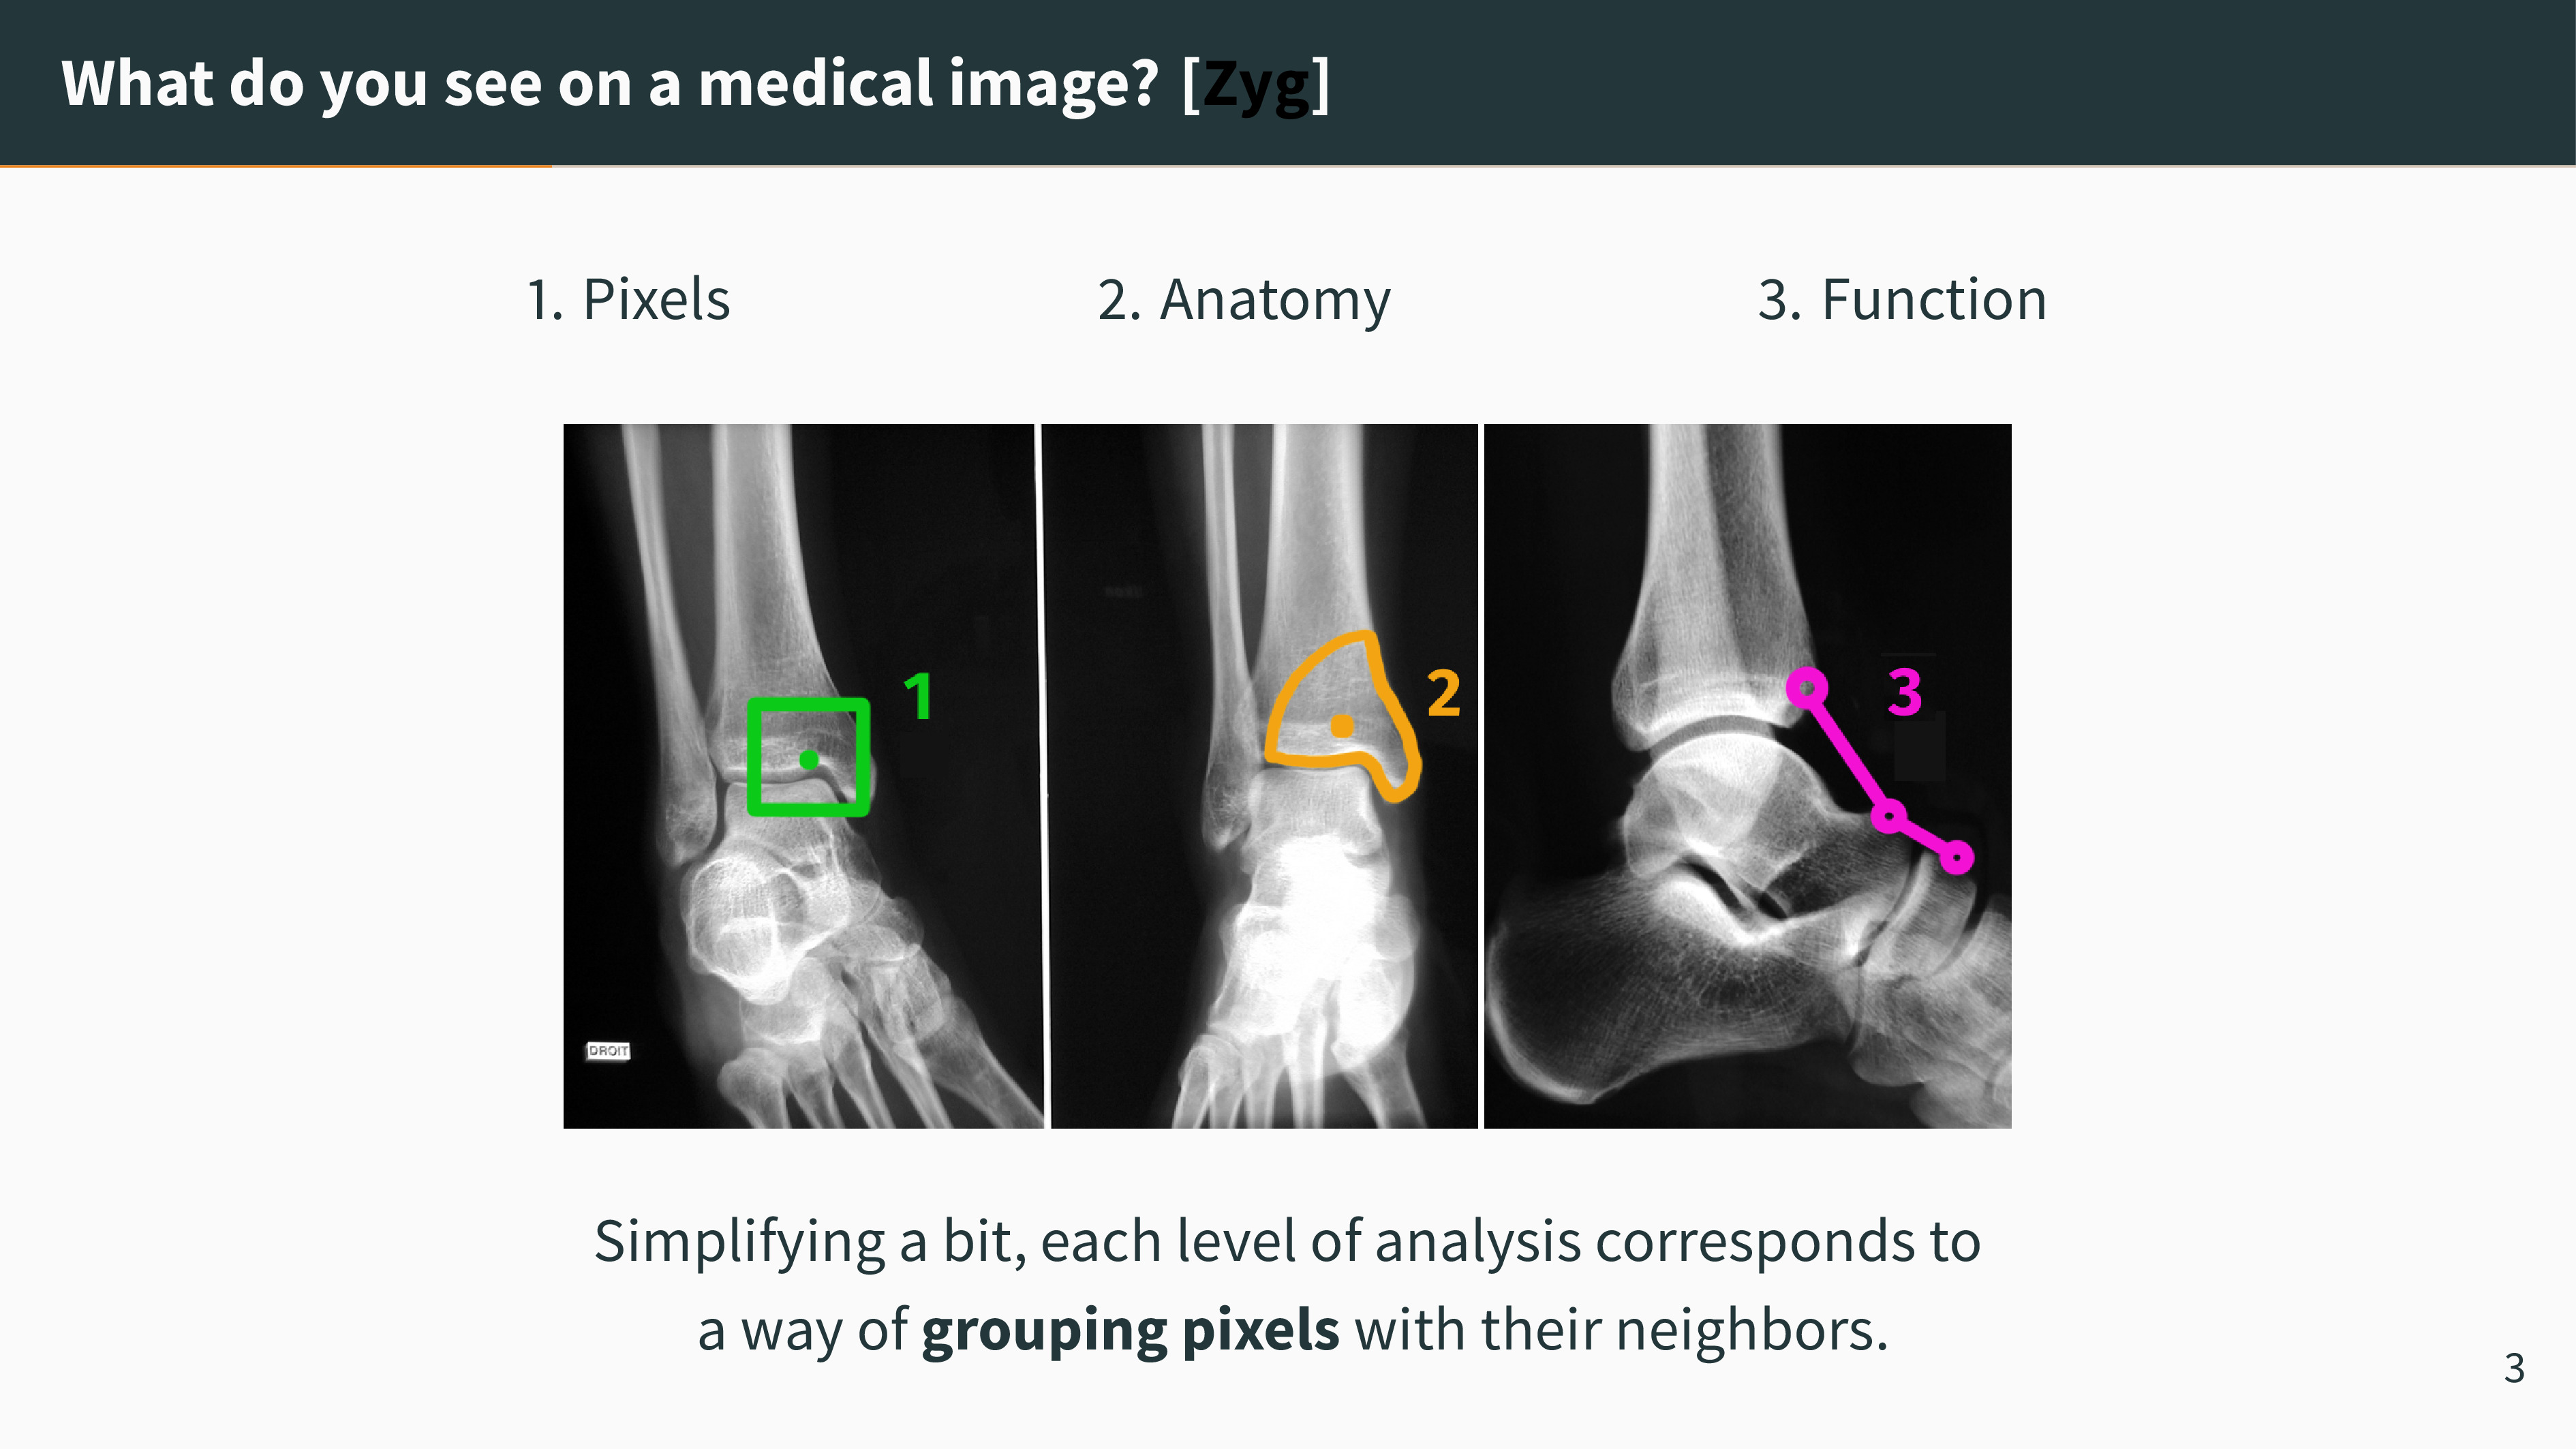 What do you see on a medical image? [Zyg]
1. Pixels
2. Anatomy
3. Function
1
2
3
DROIT
Simplifying a bit, each level of analysis corresponds to
a way of grouping pixels with their neighbors.
3